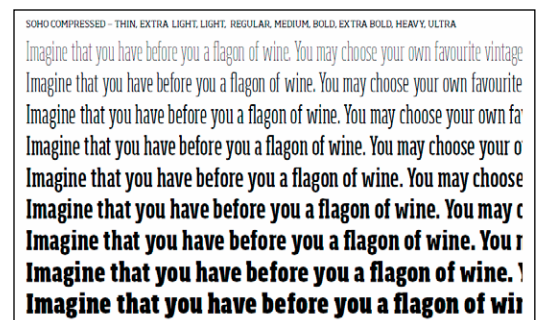 SOHO COMPRESSED – THIN, EXTRA LIGHT, LIGHT, REGULAR, MEDIUM, BOLD, EXTRA BOLD, HEAVY, ULTRA
Imagine that you have before you a flagon of wine. You may choose your own favourite vintage
Imagine that you have before you a flagon of wine. You may choose your own favourite
Imagine that you have before you a flagon of wine. You may choose your own fa
Imagine that you have before you a flagon of wine. You may choose your o
Imagine that you have before you a flagon of wine. You may choose
Imagine that you have before you a flagon of wine. You may c
Imagine that you have before you a flagon of wine. You
Imagine that you have before you a flagon of wine.
Imagine that you have before you a flagon of wi